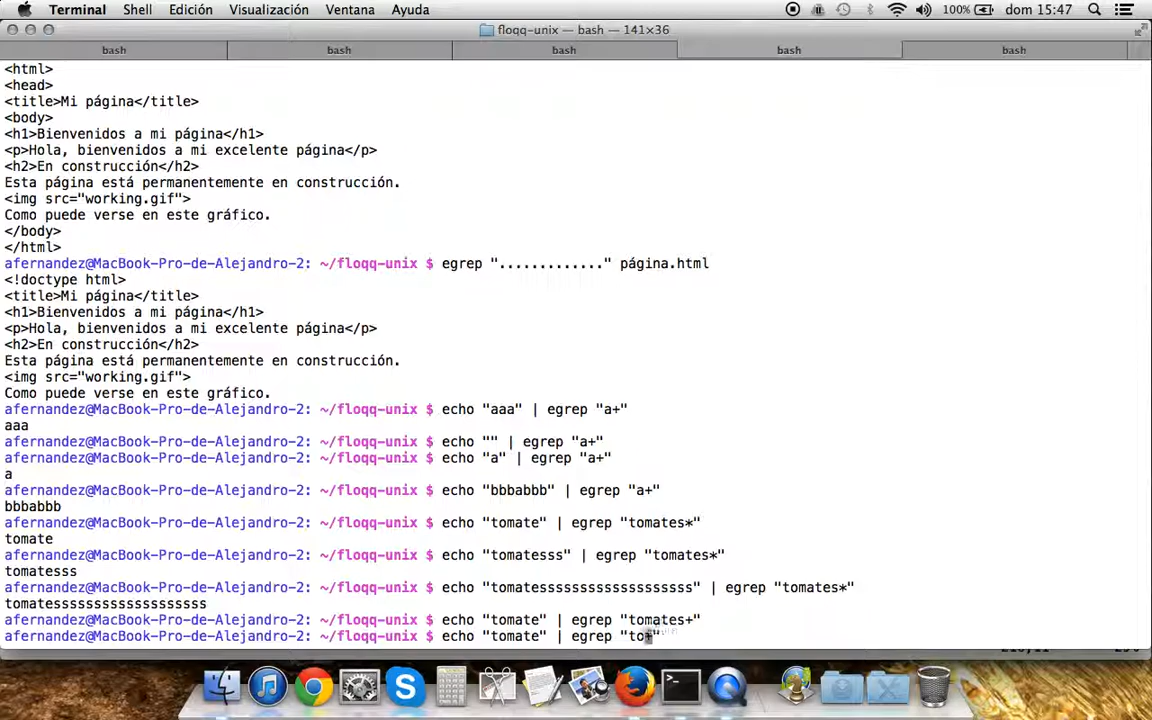 Terminal Shell Edición Visualización Ventana Ayuda 100% dom 15:47
floqq-unix — bash — 141×36
bash bash bash bash bash
<html>
<head>
<title>Mi página</title>
<body>
<h1>Bienvenidos a mi página</h1>
<p>Hola, bienvenidos a mi excelente página</p>
<h2>En construcción</h2>
Esta página está permanentemente en construcción.
<img src="working.gif">
Como puede verse en este gráfico.
</body>
</html>
afernandez@MacBook-Pro-de-Alejandro-2: ~/floqq-unix $ egrep "............." página.html
<!doctype html>
<title>Mi página</title>
<h1>Bienvenidos a mi página</h1>
<p>Hola, bienvenidos a mi excelente página</p>
<h2>En construcción</h2>
Esta página está permanentemente en construcción.
<img src="working.gif">
Como puede verse en este gráfico.
afernandez@MacBook-Pro-de-Alejandro-2: ~/floqq-unix $ echo "aaa" | egrep "a+"
aaa
afernandez@MacBook-Pro-de-Alejandro-2: ~/floqq-unix $ echo "" | egrep "a+"
afernandez@MacBook-Pro-de-Alejandro-2: ~/floqq-unix $ echo "a" | egrep "a+"
a
afernandez@MacBook-Pro-de-Alejandro-2: ~/floqq-unix $ echo "bbbabbb" | egrep "a+"
bbbabbb
afernandez@MacBook-Pro-de-Alejandro-2: ~/floqq-unix $ echo "tomate" | egrep "tomates*"
tomate
afernandez@MacBook-Pro-de-Alejandro-2: ~/floqq-unix $ echo "tomatesss" | egrep "tomates*"
tomatesss
afernandez@MacBook-Pro-de-Alejandro-2: ~/floqq-unix $ echo "tomatesssssssssssssssssss" | egrep "tomates*"
tomatesssssssssssssssssss
afernandez@MacBook-Pro-de-Alejandro-2: ~/floqq-unix $ echo "tomate" | egrep "tomates+"
afernandez@MacBook-Pro-de-Alejandro-2: ~/floqq-unix $ echo "tomate" | egrep "to+"